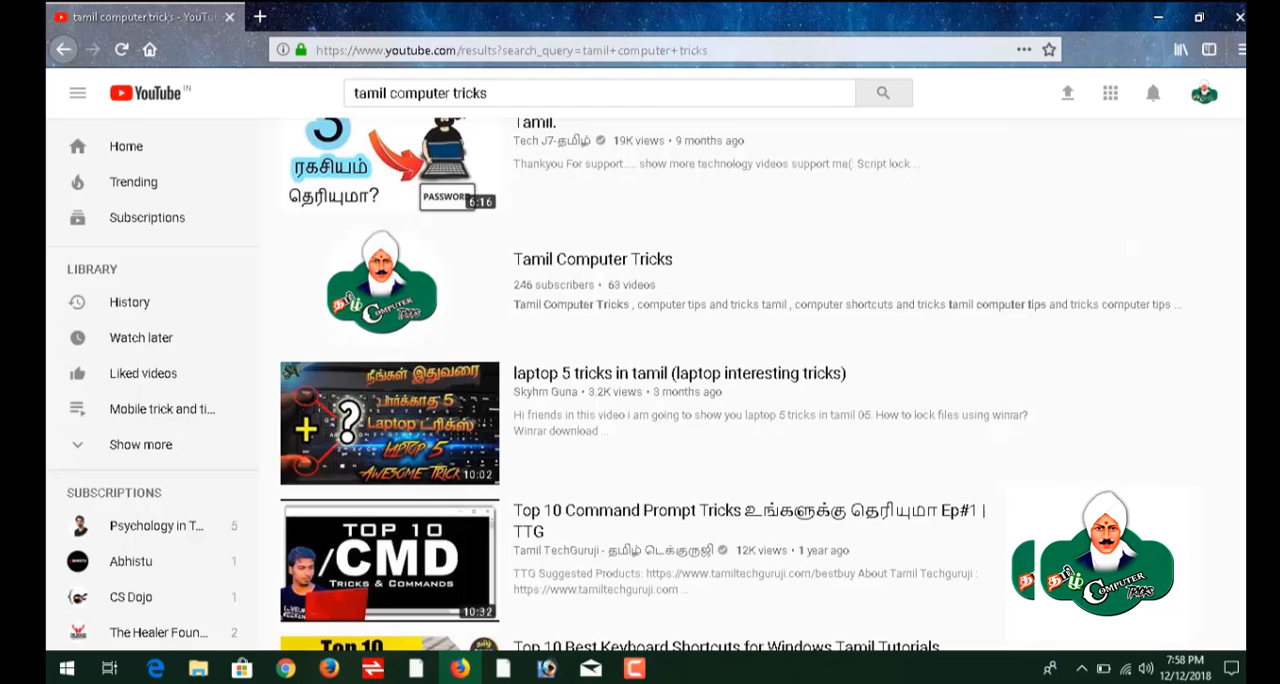 tamil computer tricks - YouTu
https://www.youtube.com/results?search_query=tamil+computer+tricks
YouTube IN
tamil computer tricks
Home
Trending
Subscriptions
LIBRARY
History
Watch later
Liked videos
Mobile trick and ti...
Show more
SUBSCRIPTIONS
Psychology in T... 5
Abhistu 1
CS Dojo 1
The Healer Foun... 2
3
ரகசியம்
தெரியுமா?
PASSWORD
6:16
Tamil.
Tech J7-தமிழ் 19K views • 9 months ago
Thankyou For support..... show more technology videos support me( Script lock ...
தமிழ்
COMPUTER
TRICKS
Tamil Computer Tricks
246 subscribers • 63 videos
Tamil Computer Tricks , computer tips and tricks tamil , computer shortcuts and tricks tamil computer tips and tricks computer tips ...
நீங்கள் இதுவரை
பார்க்காத 5
Laptop ட்ரிக்ஸ்
LAPTOP 5
AWESOME TRICK
10:02
laptop 5 tricks in tamil (laptop interesting tricks)
Skyhm Guna • 3.2K views • 3 months ago
Hi friends in this video i am going to show you laptop 5 tricks in tamil 05. How to lock files using winrar?
Winrar download ...
TOP 10
/CMD
TRICKS & COMMANDS
10:32
Top 10 Command Prompt Tricks உங்களுக்கு தெரியுமா Ep#1 |
TTG
Tamil TechGuruji - தமிழ் டெக்குருஜி 12K views • 1 year ago
TTG Suggested Products: https://www.tamiltechguruji.com/bestbuy About Tamil Techguruji :
https://www.tamiltechguruji.com ...
த
தமிழ்
COMPUTER
TRICKS
Top 10
Top 10 Best Keyboard Shortcuts for Windows Tamil Tutorials
7:58 PM
12/12/2018